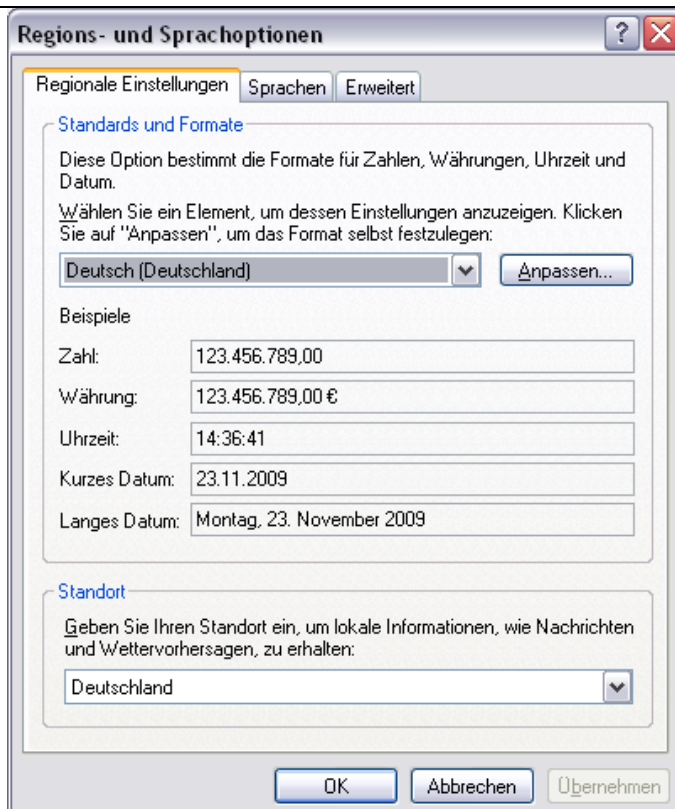 Regions- und Sprachoptionen
Regionale Einstellungen Sprachen Erweitert
Standards und Formate
Diese Option bestimmt die Formate für Zahlen, Währungen, Uhrzeit und
Datum.
Wählen Sie ein Element, um dessen Einstellungen anzuzeigen. Klicken
Sie auf "Anpassen", um das Format selbst festzulegen:
Deutsch (Deutschland) Anpassen...
Beispiele
Zahl: 123.456.789,00
Währung: 123.456.789,00 €
Uhrzeit: 14:36:41
Kurzes Datum: 23.11.2009
Langes Datum: Montag, 23. November 2009
Standort
Geben Sie Ihren Standort ein, um lokale Informationen, wie Nachrichten
und Wettervorhersagen, zu erhalten:
Deutschland
OK Abbrechen Übernehmen